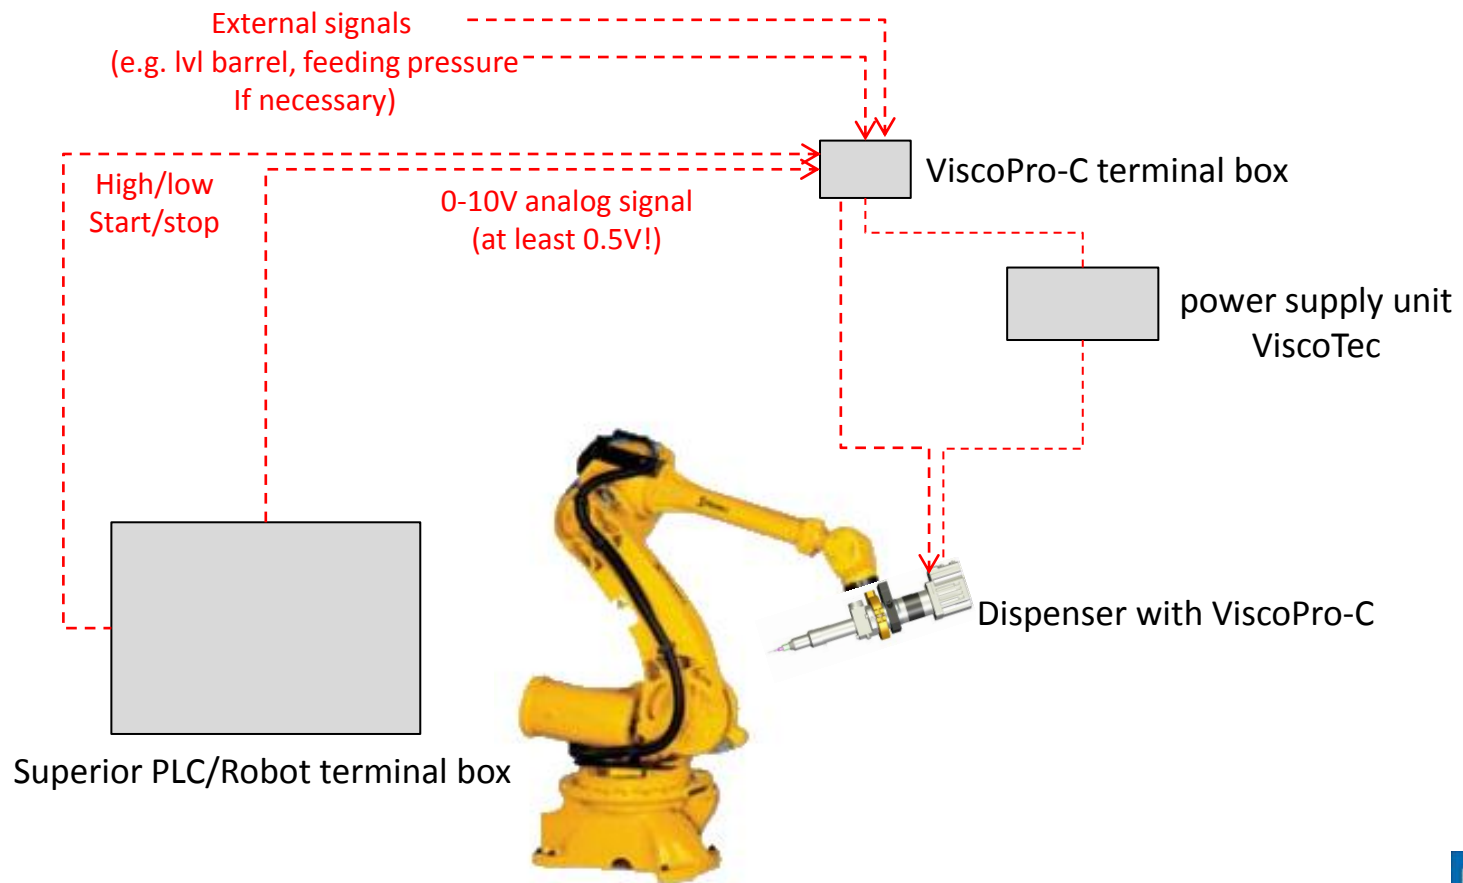 External signals
(e.g. lvl barrel, feeding pressure
If necessary)
High/low
Start/stop
0-10V analog signal
(at least 0.5V!)
ViscoPro-C terminal box
power supply unit
ViscoTec
Dispenser with ViscoPro-C
Superior PLC/Robot terminal box